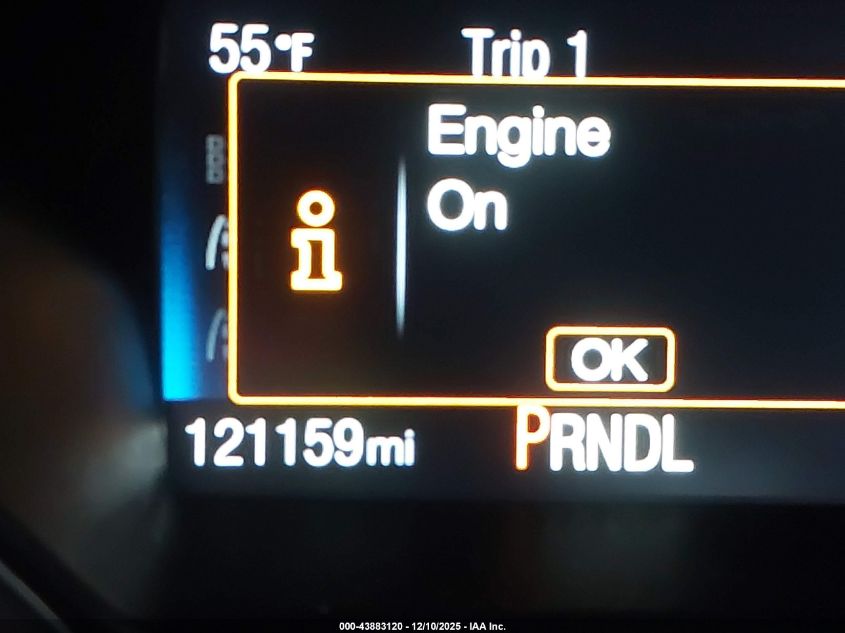 55°F Trip 1
Engine
On
OK
121159mi PRNDL
000-43883120 - 12/10/2025 - IAA Inc.